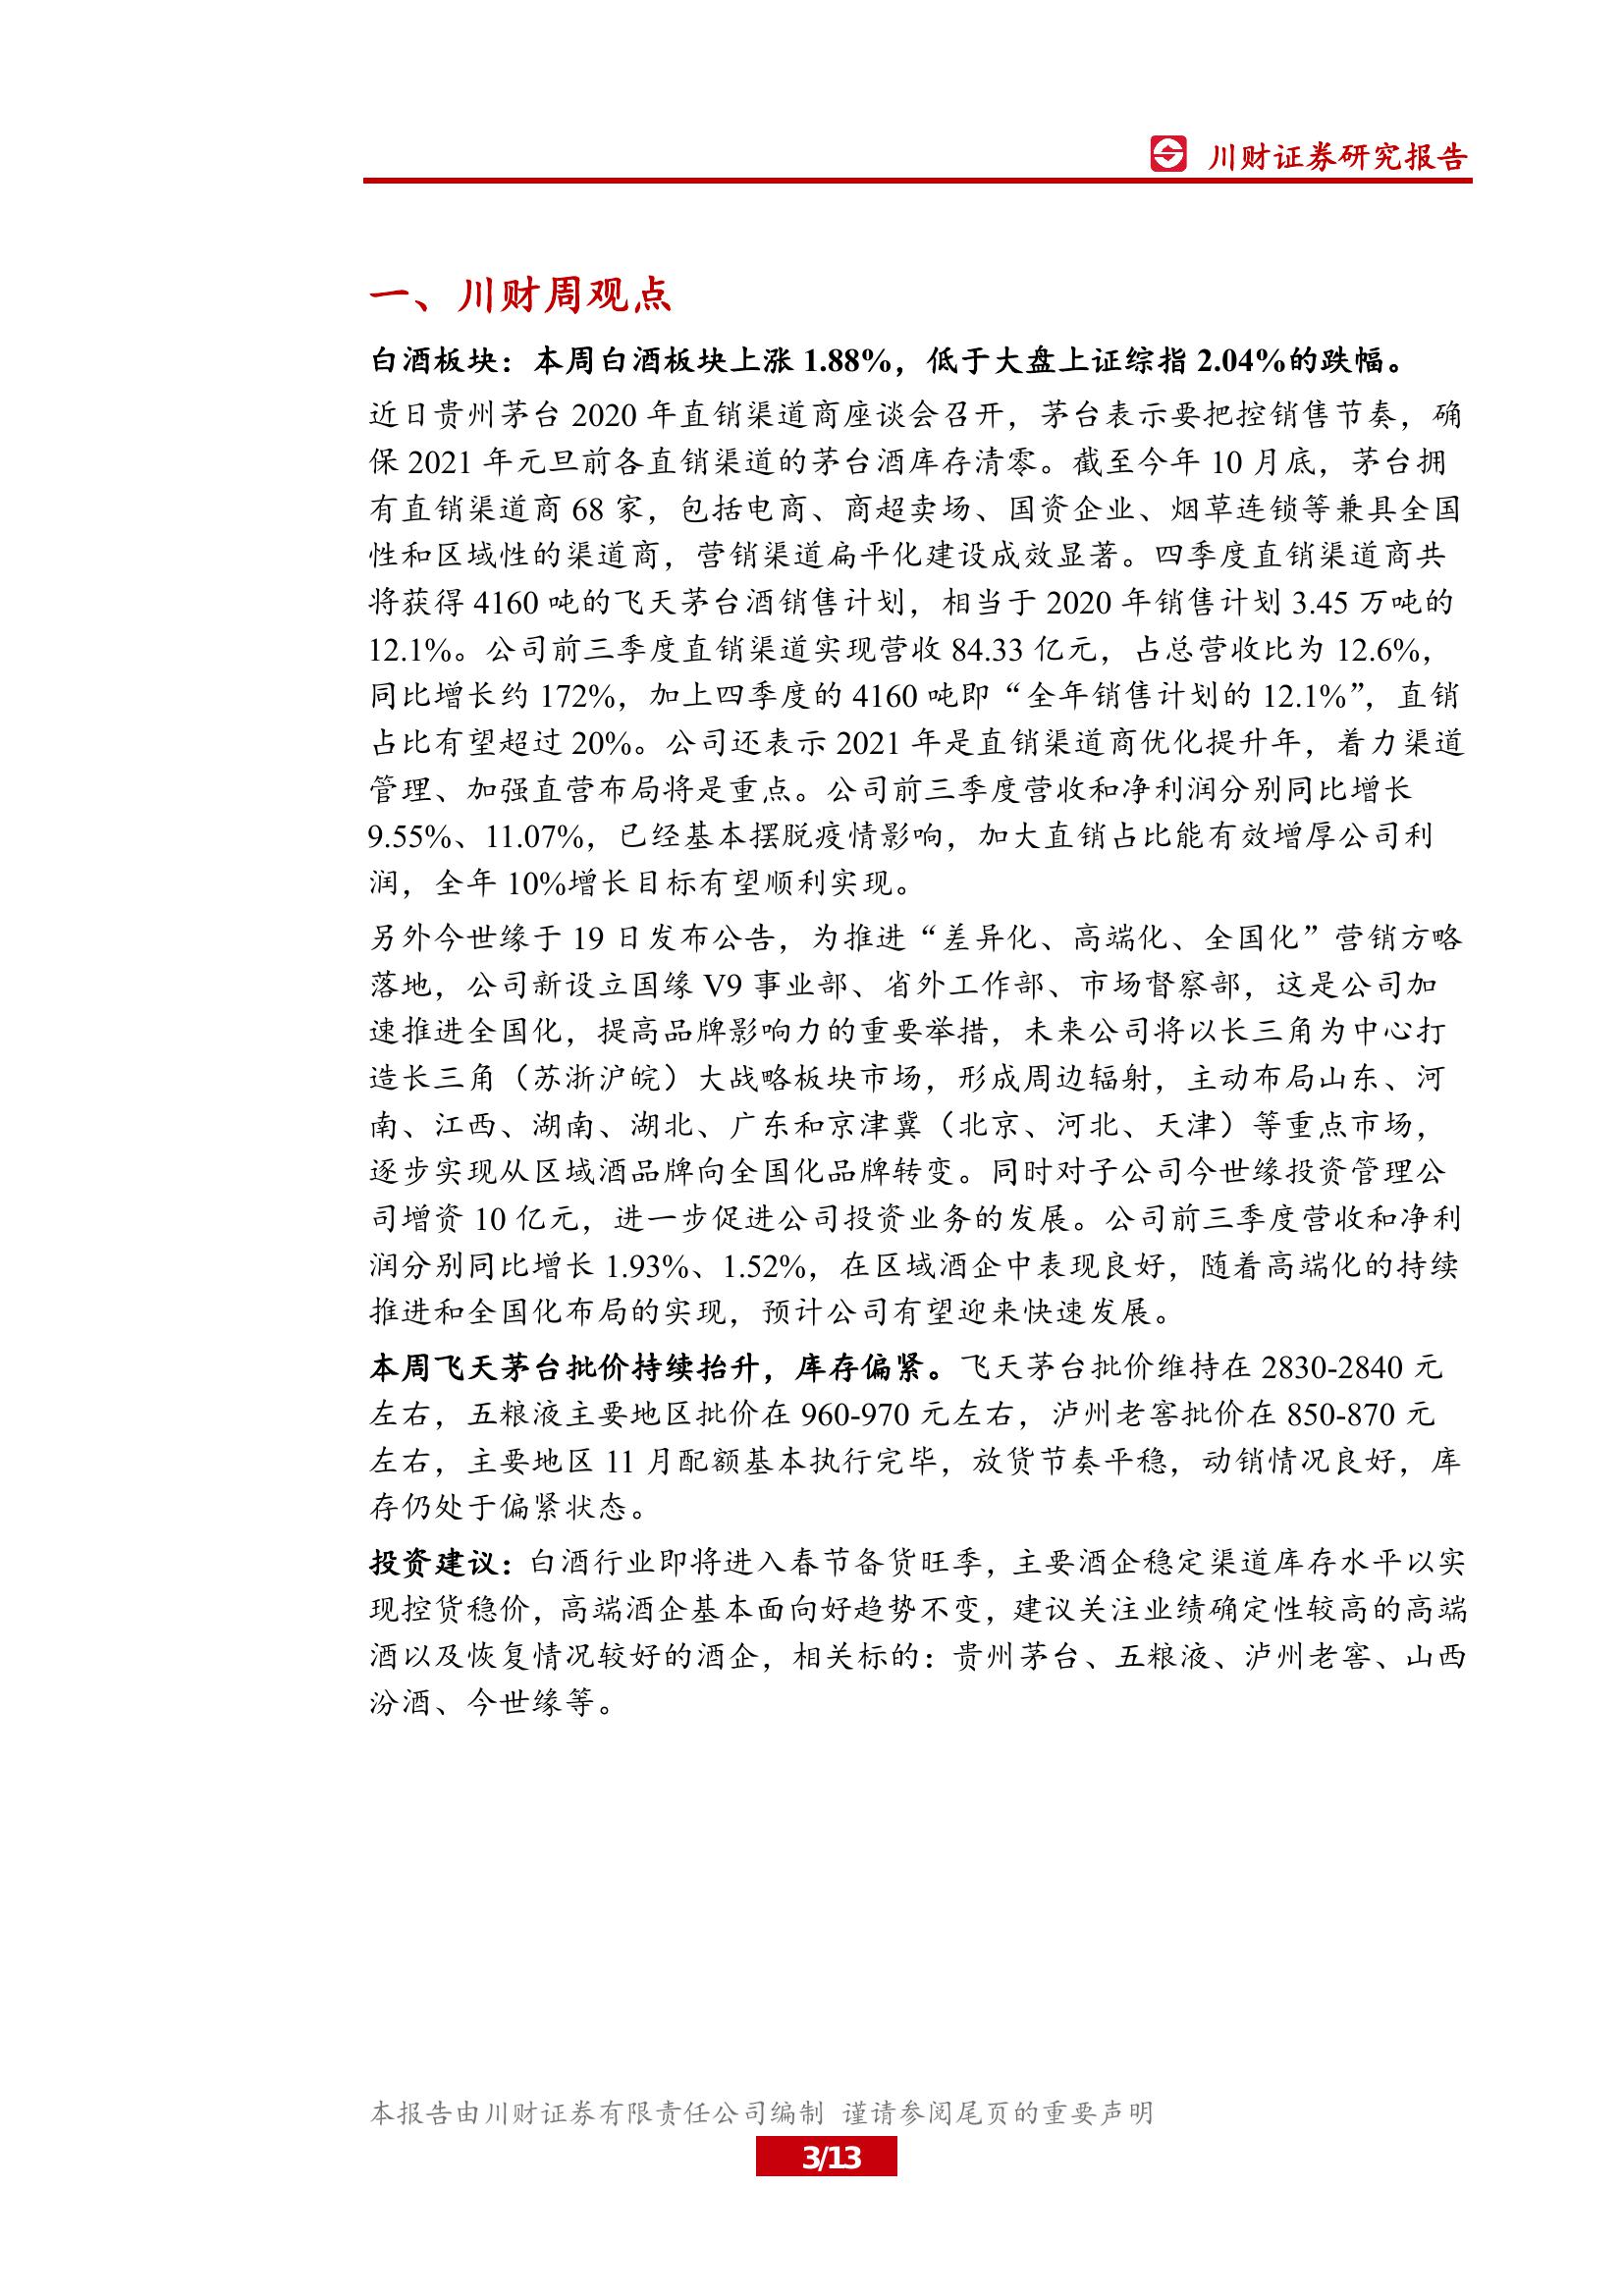 川财证券研究报告
一、川财周观点
白酒板块：本周白酒板块上涨 1.88%，低于大盘上证综指 2.04%的跌幅。
近日贵州茅台 2020 年直销渠道商座谈会召开，茅台表示要把控销售节奏，确
保 2021 年元旦前各直销渠道的茅台酒库存清零。截至今年 10 月底，茅台拥
有直销渠道商 68 家，包括电商、商超卖场、国资企业、烟草连锁等兼具全国
性和区域性的渠道商，营销渠道扁平化建设成效显著。四季度直销渠道商共
将获得 4160 吨的飞天茅台酒销售计划，相当于 2020 年销售计划 3.45 万吨的
12.1%。公司前三季度直销渠道实现营收 84.33 亿元，占总营收比为 12.6%，
同比增长约 172%，加上四季度的 4160 吨即“全年销售计划的 12.1%”，直销
占比有望超过 20%。公司还表示 2021 年是直销渠道商优化提升年，着力渠道
管理、加强直营布局将是重点。公司前三季度营收和净利润分别同比增长
9.55%、11.07%，已经基本摆脱疫情影响，加大直销占比能有效增厚公司利
润，全年 10%增长目标有望顺利实现。
另外今世缘于 19 日发布公告，为推进“差异化、高端化、全国化”营销方略
落地，公司新设立国缘 V9 事业部、省外工作部、市场督察部，这是公司加
速推进全国化，提高品牌影响力的重要举措，未来公司将以长三角为中心打
造长三角（苏浙沪皖）大战略板块市场，形成周边辐射，主动布局山东、河
南、江西、湖南、湖北、广东和京津冀（北京、河北、天津）等重点市场，
逐步实现从区域酒品牌向全国化品牌转变。同时对子公司今世缘投资管理公
司增资 10 亿元，进一步促进公司投资业务的发展。公司前三季度营收和净利
润分别同比增长 1.93%、1.52%，在区域酒企中表现良好，随着高端化的持续
推进和全国化布局的实现，预计公司有望迎来快速发展。
本周飞天茅台批价持续抬升，库存偏紧。飞天茅台批价维持在 2830-2840 元
左右，五粮液主要地区批价在 960-970 元左右，泸州老窖批价在 850-870 元
左右，主要地区 11 月配额基本执行完毕，放货节奏平稳，动销情况良好，库
存仍处于偏紧状态。
投资建议：白酒行业即将进入春节备货旺季，主要酒企稳定渠道库存水平以实
现控货稳价，高端酒企基本面向好趋势不变，建议关注业绩确定性较高的高端
酒以及恢复情况较好的酒企，相关标的：贵州茅台、五粮液、泸州老窖、山西
汾酒、今世缘等。
本报告由川财证券有限责任公司编制 谨请参阅尾页的重要声明
3/13